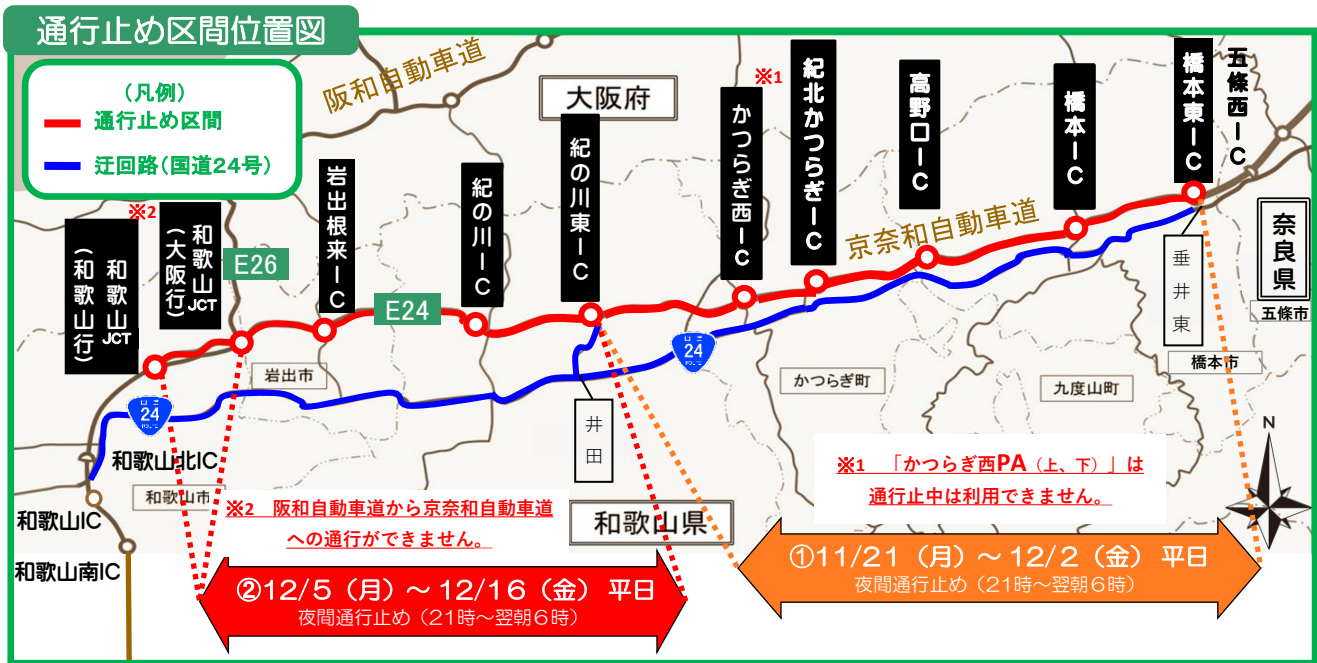 通行止め区間位置図
(凡例)
通行止め区間
迂回路(国道24号)
阪和自動車道
大阪府
※1
※2
和歌山JCT
(和歌山行)
和歌山JCT
(大阪行)
E26
岩出根来IC
E24
紀の川IC
紀の川東IC
かつらぎ西IC
紀北かつらぎIC
高野口IC
橋本IC
橋本東IC
五條西IC
京奈和自動車道
奈良県
五條市
垂井東
橋本市
岩出市
かつらぎ町
九度山町
24
24
井田
和歌山北IC
和歌山市
和歌山IC
和歌山南IC
和歌山県
N
※1 「かつらぎ西PA(上、下)」は
通行止中は利用できません。
※2 阪和自動車道から京奈和自動車道
への通行ができません。
①11/21(月)~12/2(金)平日
夜間通行止め(21時~翌朝6時)
②12/5(月)~12/16(金)平日
夜間通行止め(21時~翌朝6時)